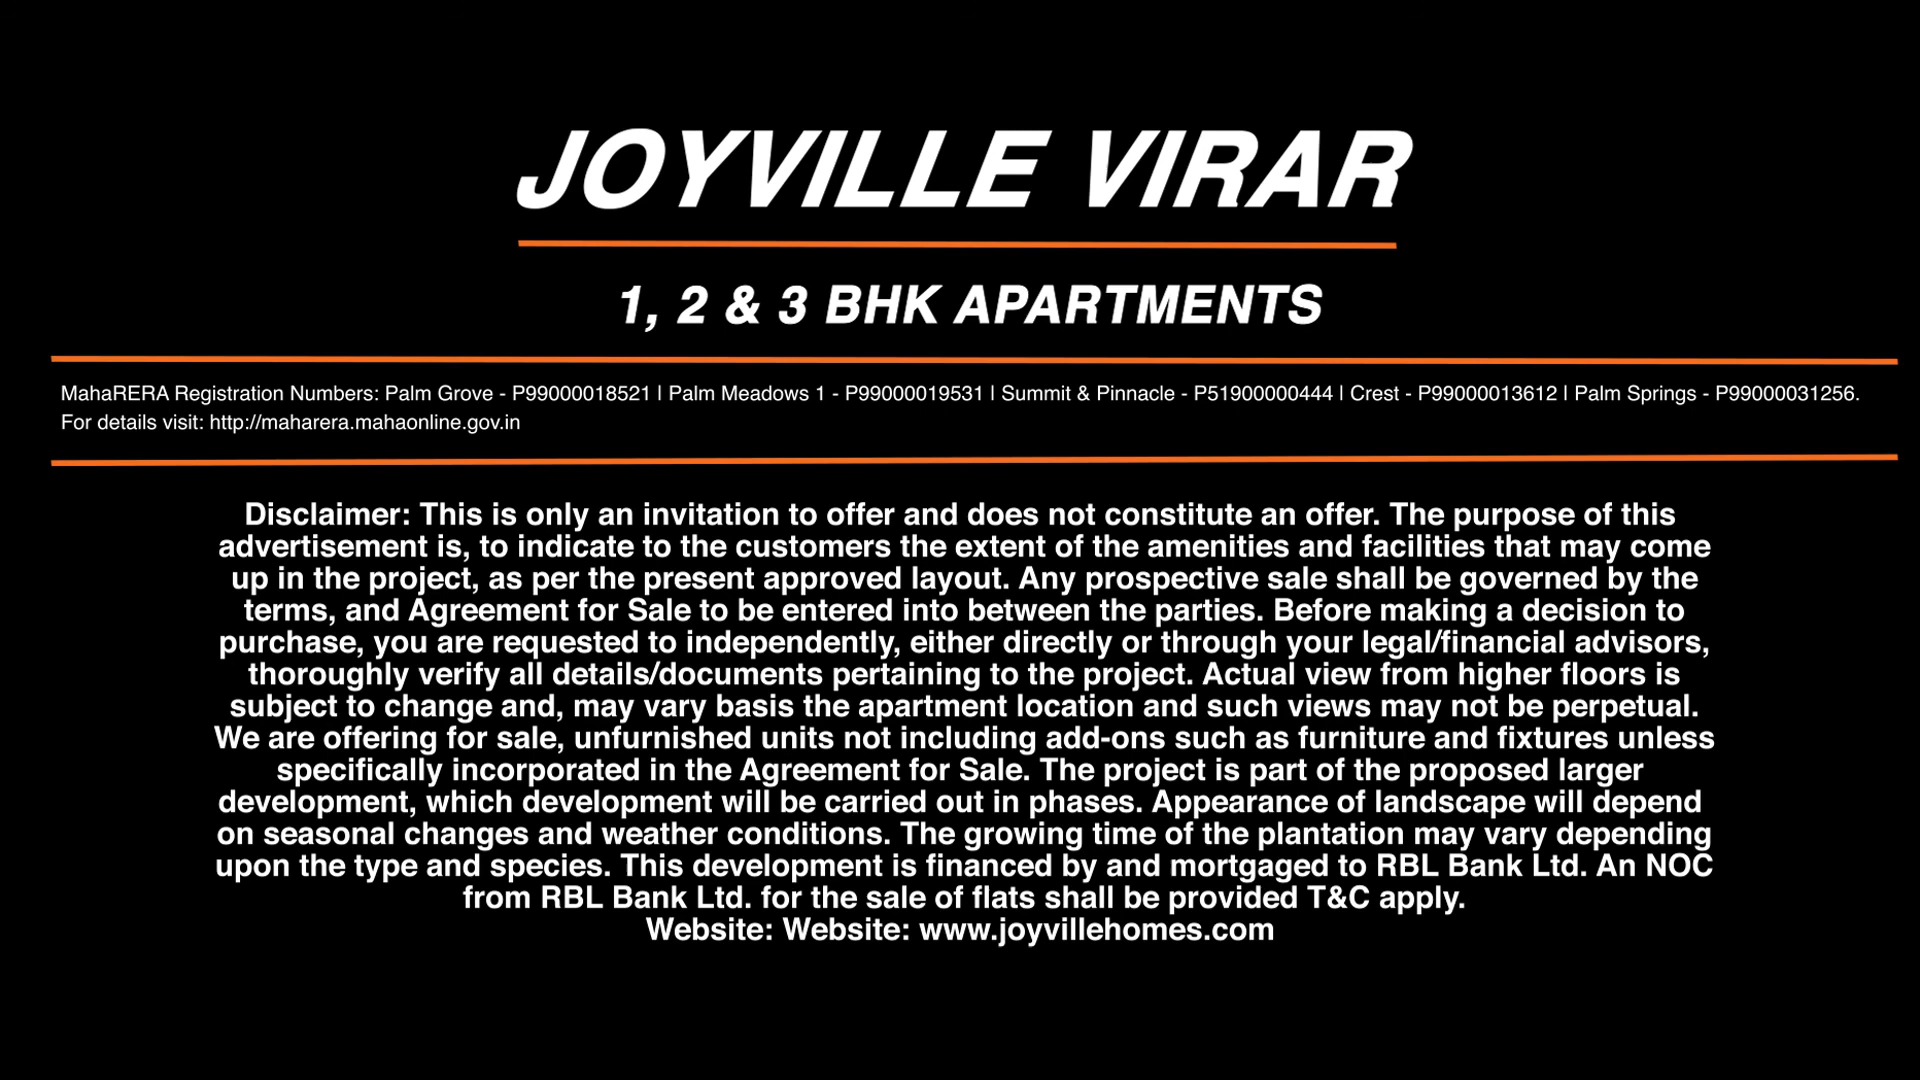 JOYVILLE VIRAR
1, 2 & 3 BHK APARTMENTS
MahaRERA Registration Numbers: Palm Grove - P99000018521 | Palm Meadows 1 - P99000019531 | Summit & Pinnacle - P51900000444 | Crest - P99000013612 | Palm Springs - P99000031256.
For details visit: http://maharera.mahaonline.gov.in
Disclaimer: This is only an invitation to offer and does not constitute an offer. The purpose of this
advertisement is, to indicate to the customers the extent of the amenities and facilities that may come
up in the project, as per the present approved layout. Any prospective sale shall be governed by the
terms, and Agreement for Sale to be entered into between the parties. Before making a decision to
purchase, you are requested to independently, either directly or through your legal/financial advisors,
thoroughly verify all details/documents pertaining to the project. Actual view from higher floors is
subject to change and, may vary basis the apartment location and such views may not be perpetual.
We are offering for sale, unfurnished units not including add-ons such as furniture and fixtures unless
specifically incorporated in the Agreement for Sale. The project is part of the proposed larger
development, which development will be carried out in phases. Appearance of landscape will depend
on seasonal changes and weather conditions. The growing time of the plantation may vary depending
upon the type and species. This development is financed by and mortgaged to RBL Bank Ltd. An NOC
from RBL Bank Ltd. for the sale of flats shall be provided T&C apply.
Website: Website: www.joyvillehomes.com